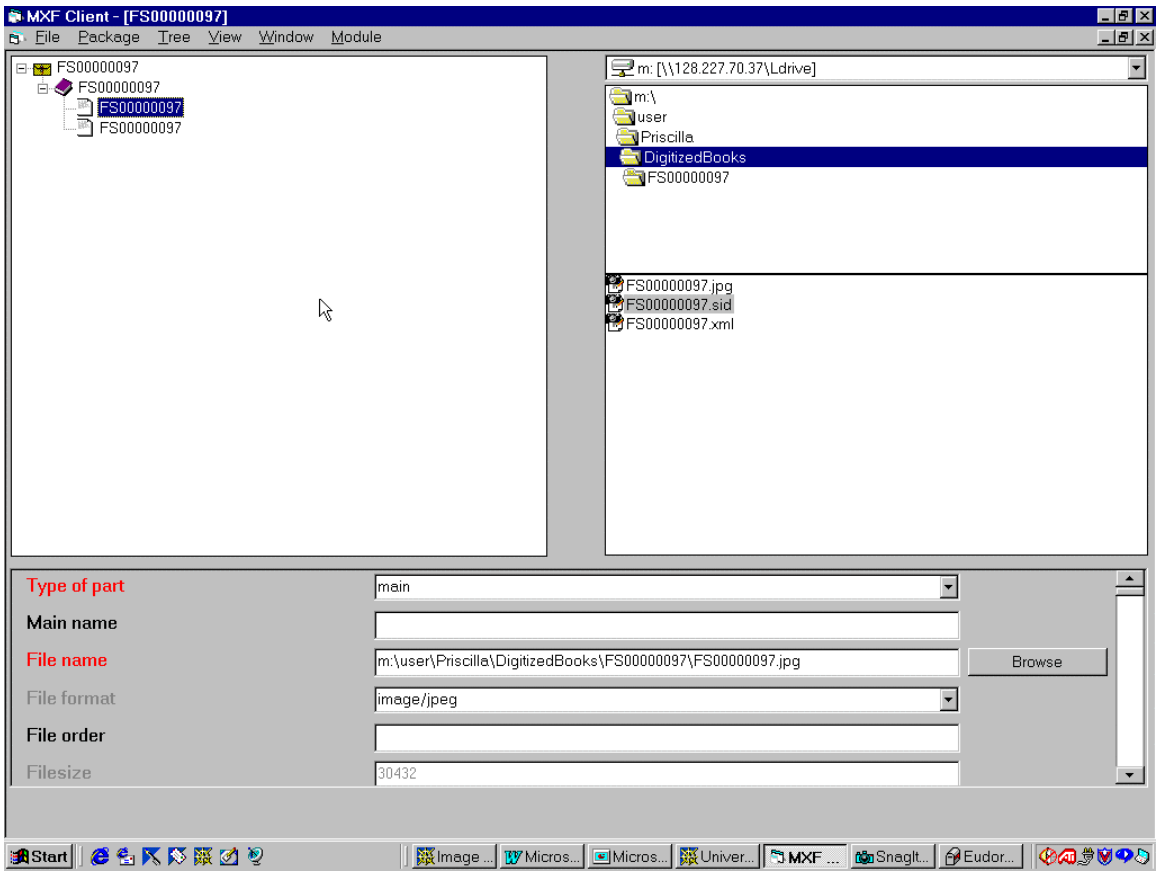 MXF Client - [FS00000097]
File Package Tree View Window Module
FS00000097
FS00000097
FS00000097
FS00000097
m: [\\128.227.70.37\Ldrive]
m:\
user
Priscilla
DigitizedBooks
FS00000097
FS00000097.jpg
FS00000097.sid
FS00000097.xml
Type of part main
Main name
File name m:\user\Priscilla\DigitizedBooks\FS00000097\FS00000097.jpg Browse
File format image/jpeg
File order
Filesize 30432
Start Image ... Micros... Micros... Univer... MXF ... SnagIt... Eudor...